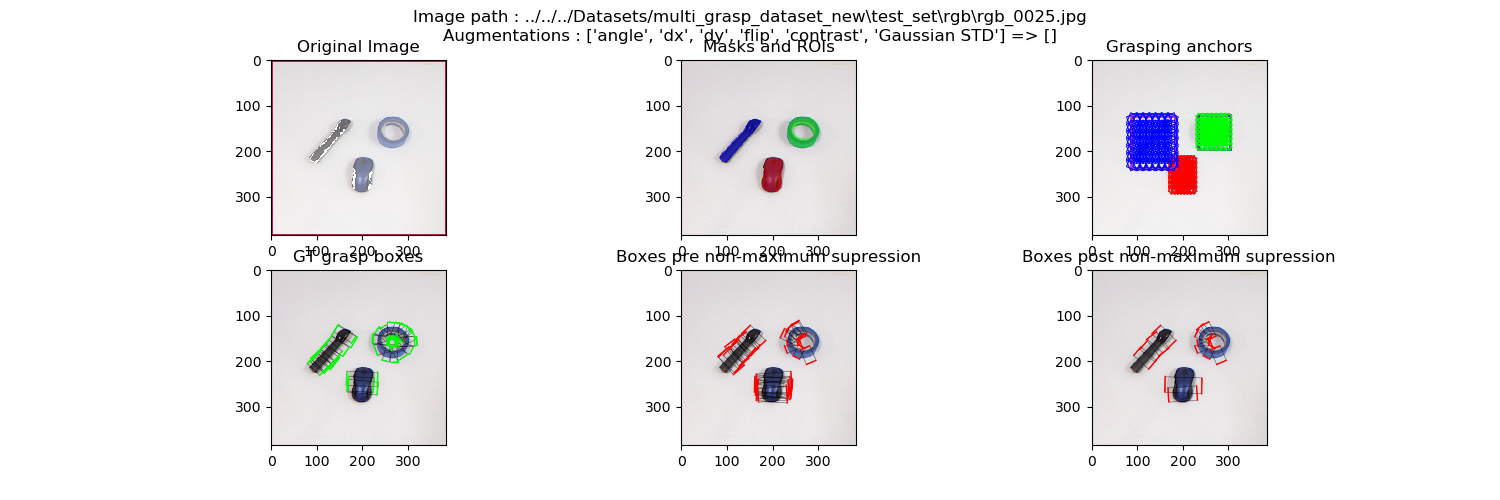 Image path : ../../../Datasets/multi_grasp_dataset_new\test_set\rgb\rgb_0025.jpg
Augmentations : ['angle', 'dx', 'dy', 'flip', 'contrast', 'Gaussian STD'] => []
Original Image
Masks and ROIs
Grasping anchors
0
100
200
300
0 100 200 300
0
100
200
300
0 100 200 300
0
100
200
300
0 100 200 300
GT grasp boxes
Boxes pre non-maximum supression
Boxes post non-maximum supression
0
100
200
300
0 100 200 300
0
100
200
300
0 100 200 300
0
100
200
300
0 100 200 300